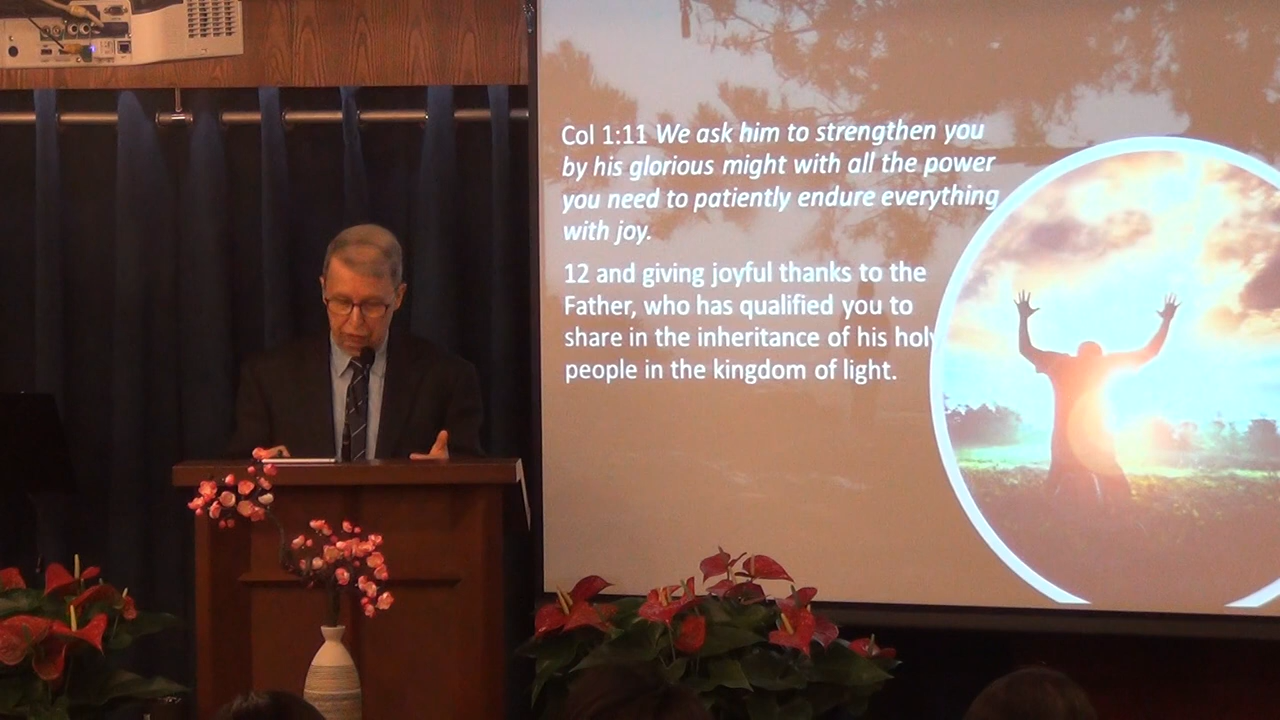 Col 1:11 We ask him to strengthen you
by his glorious might with all the power
you need to patiently endure everything
with joy.
12 and giving joyful thanks to the
Father, who has qualified you to
share in the inheritance of his holy
people in the kingdom of light.